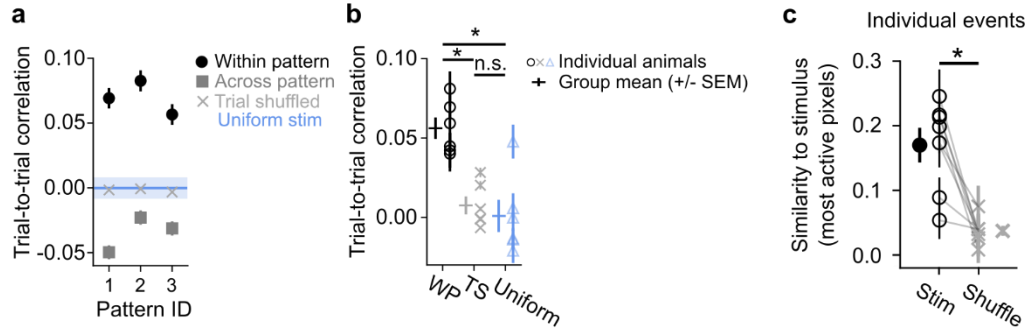 a
Trial-to-trial correlation
0.10
0.05
0.00
-0.05
1 2 3
Pattern ID
Within pattern
Across pattern
Trial shuffled
Uniform stim
b
Trial-to-trial correlation
0.10
0.05
0.00
*
*
n.s.
WP TS Uniform
Individual animals
Group mean (+/- SEM)
c
Individual events
Similarity to stimulus
(most active pixels)
0.3
0.2
0.1
0.0
*
Stim Shuffle